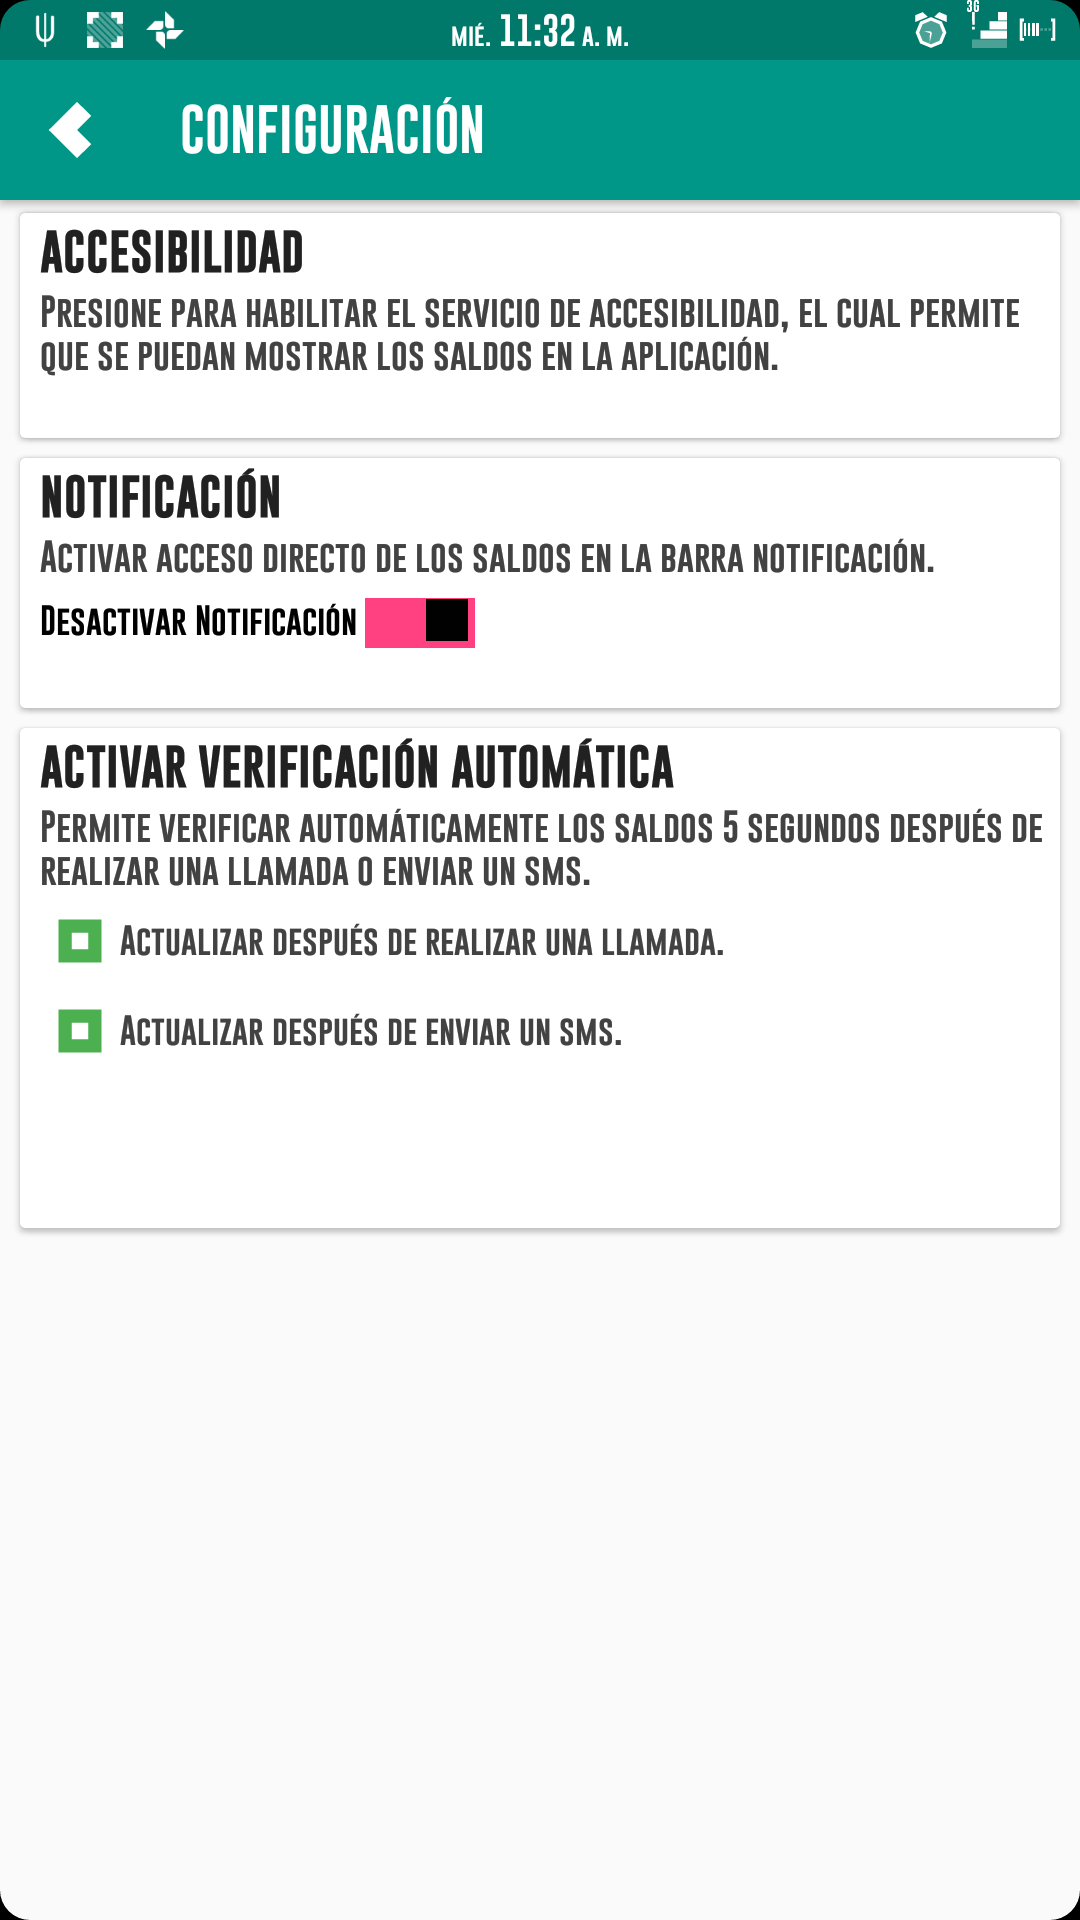 MIÉ. 11:32 A. M.
3G
CONFIGURACIÓN
ACCESIBILIDAD
PRESIONE PARA HABILITAR EL SERVICIO DE ACCESIBILIDAD, EL CUAL PERMITE
QUE SE PUEDAN MOSTRAR LOS SALDOS EN LA APLICACIÓN.
NOTIFICACIÓN
ACTIVAR ACCESO DIRECTO DE LOS SALDOS EN LA BARRA NOTIFICACIÓN.
DESACTIVAR NOTIFICACIÓN
ACTIVAR VERIFICACIÓN AUTOMÁTICA
PERMITE VERIFICAR AUTOMÁTICAMENTE LOS SALDOS 5 SEGUNDOS DESPUÉS DE
REALIZAR UNA LLAMADA O ENVIAR UN SMS.
ACTUALIZAR DESPUÉS DE REALIZAR UNA LLAMADA.
ACTUALIZAR DESPUÉS DE ENVIAR UN SMS.